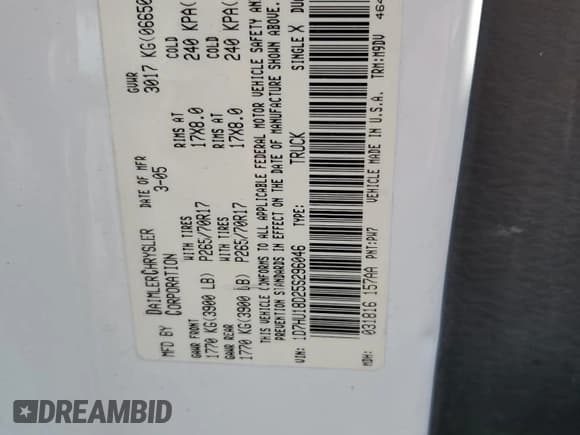 MFD BY DAIMLERCHRYSLER CORPORATION
DATE OF MFR 3-05
GVWR 3017 KG(06650
GAWR FRONT 1770 KG(3900 LB)
WITH TIRES P265/70R17
RIMS AT 17X8.0
COLD 240 KPA(
GAWR REAR 1770 KG(3900 LB)
WITH TIRES P265/70R17
RIMS AT 17X8.0
COLD 240 KPA(
THIS VEHICLE CONFORMS TO ALL APPLICABLE FEDERAL MOTOR VEHICLE SAFETY AN
PREVENTION STANDARDS IN EFFECT ON THE DATE OF MANUFACTURE SHOWN ABOVE.
VIN: 1D7HU18D25S296046 TYPE: TRUCK SINGLE X DU
MDH: 031816 157AA PNT:PW7 VEHICLE MADE IN U.S.A. TRM:M9DV 464
DREAMBID